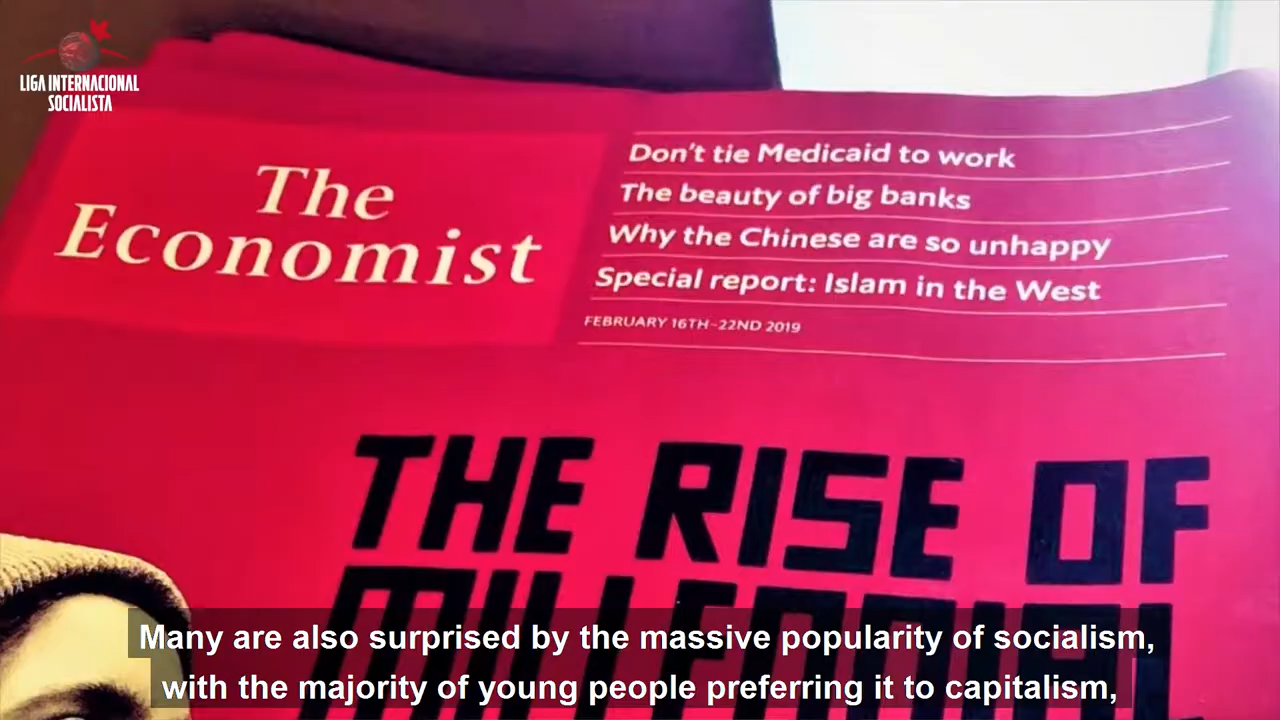 LIGA INTERNACIONAL
SOCIALISTA
The
Economist
Don't tie Medicaid to work
The beauty of big banks
Why the Chinese are so unhappy
Special report: Islam in the West
FEBRUARY 16TH–22ND 2019
THE RISE OF
MILLENNIAL
Many are also surprised by the massive popularity of socialism,
with the majority of young people preferring it to capitalism,